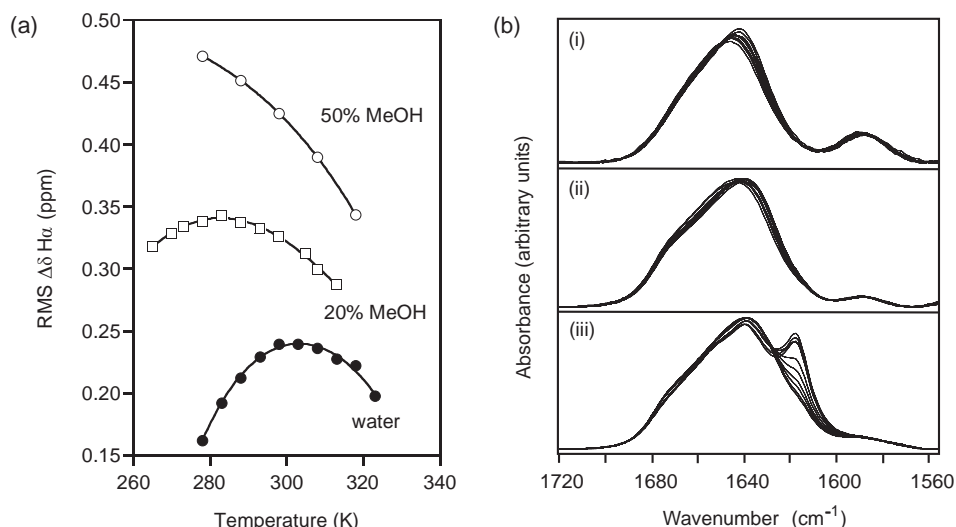 (a)
RMS Δδ Hα (ppm)
0.50
0.45
0.40
0.35
0.30
0.25
0.20
0.15
50% MeOH
20% MeOH
water
260
280
300
320
340
Temperature (K)
(b)
Absorbance (arbitrary units)
(i)
(ii)
(iii)
1720
1680
1640
1600
1560
Wavenumber (cm⁻¹)